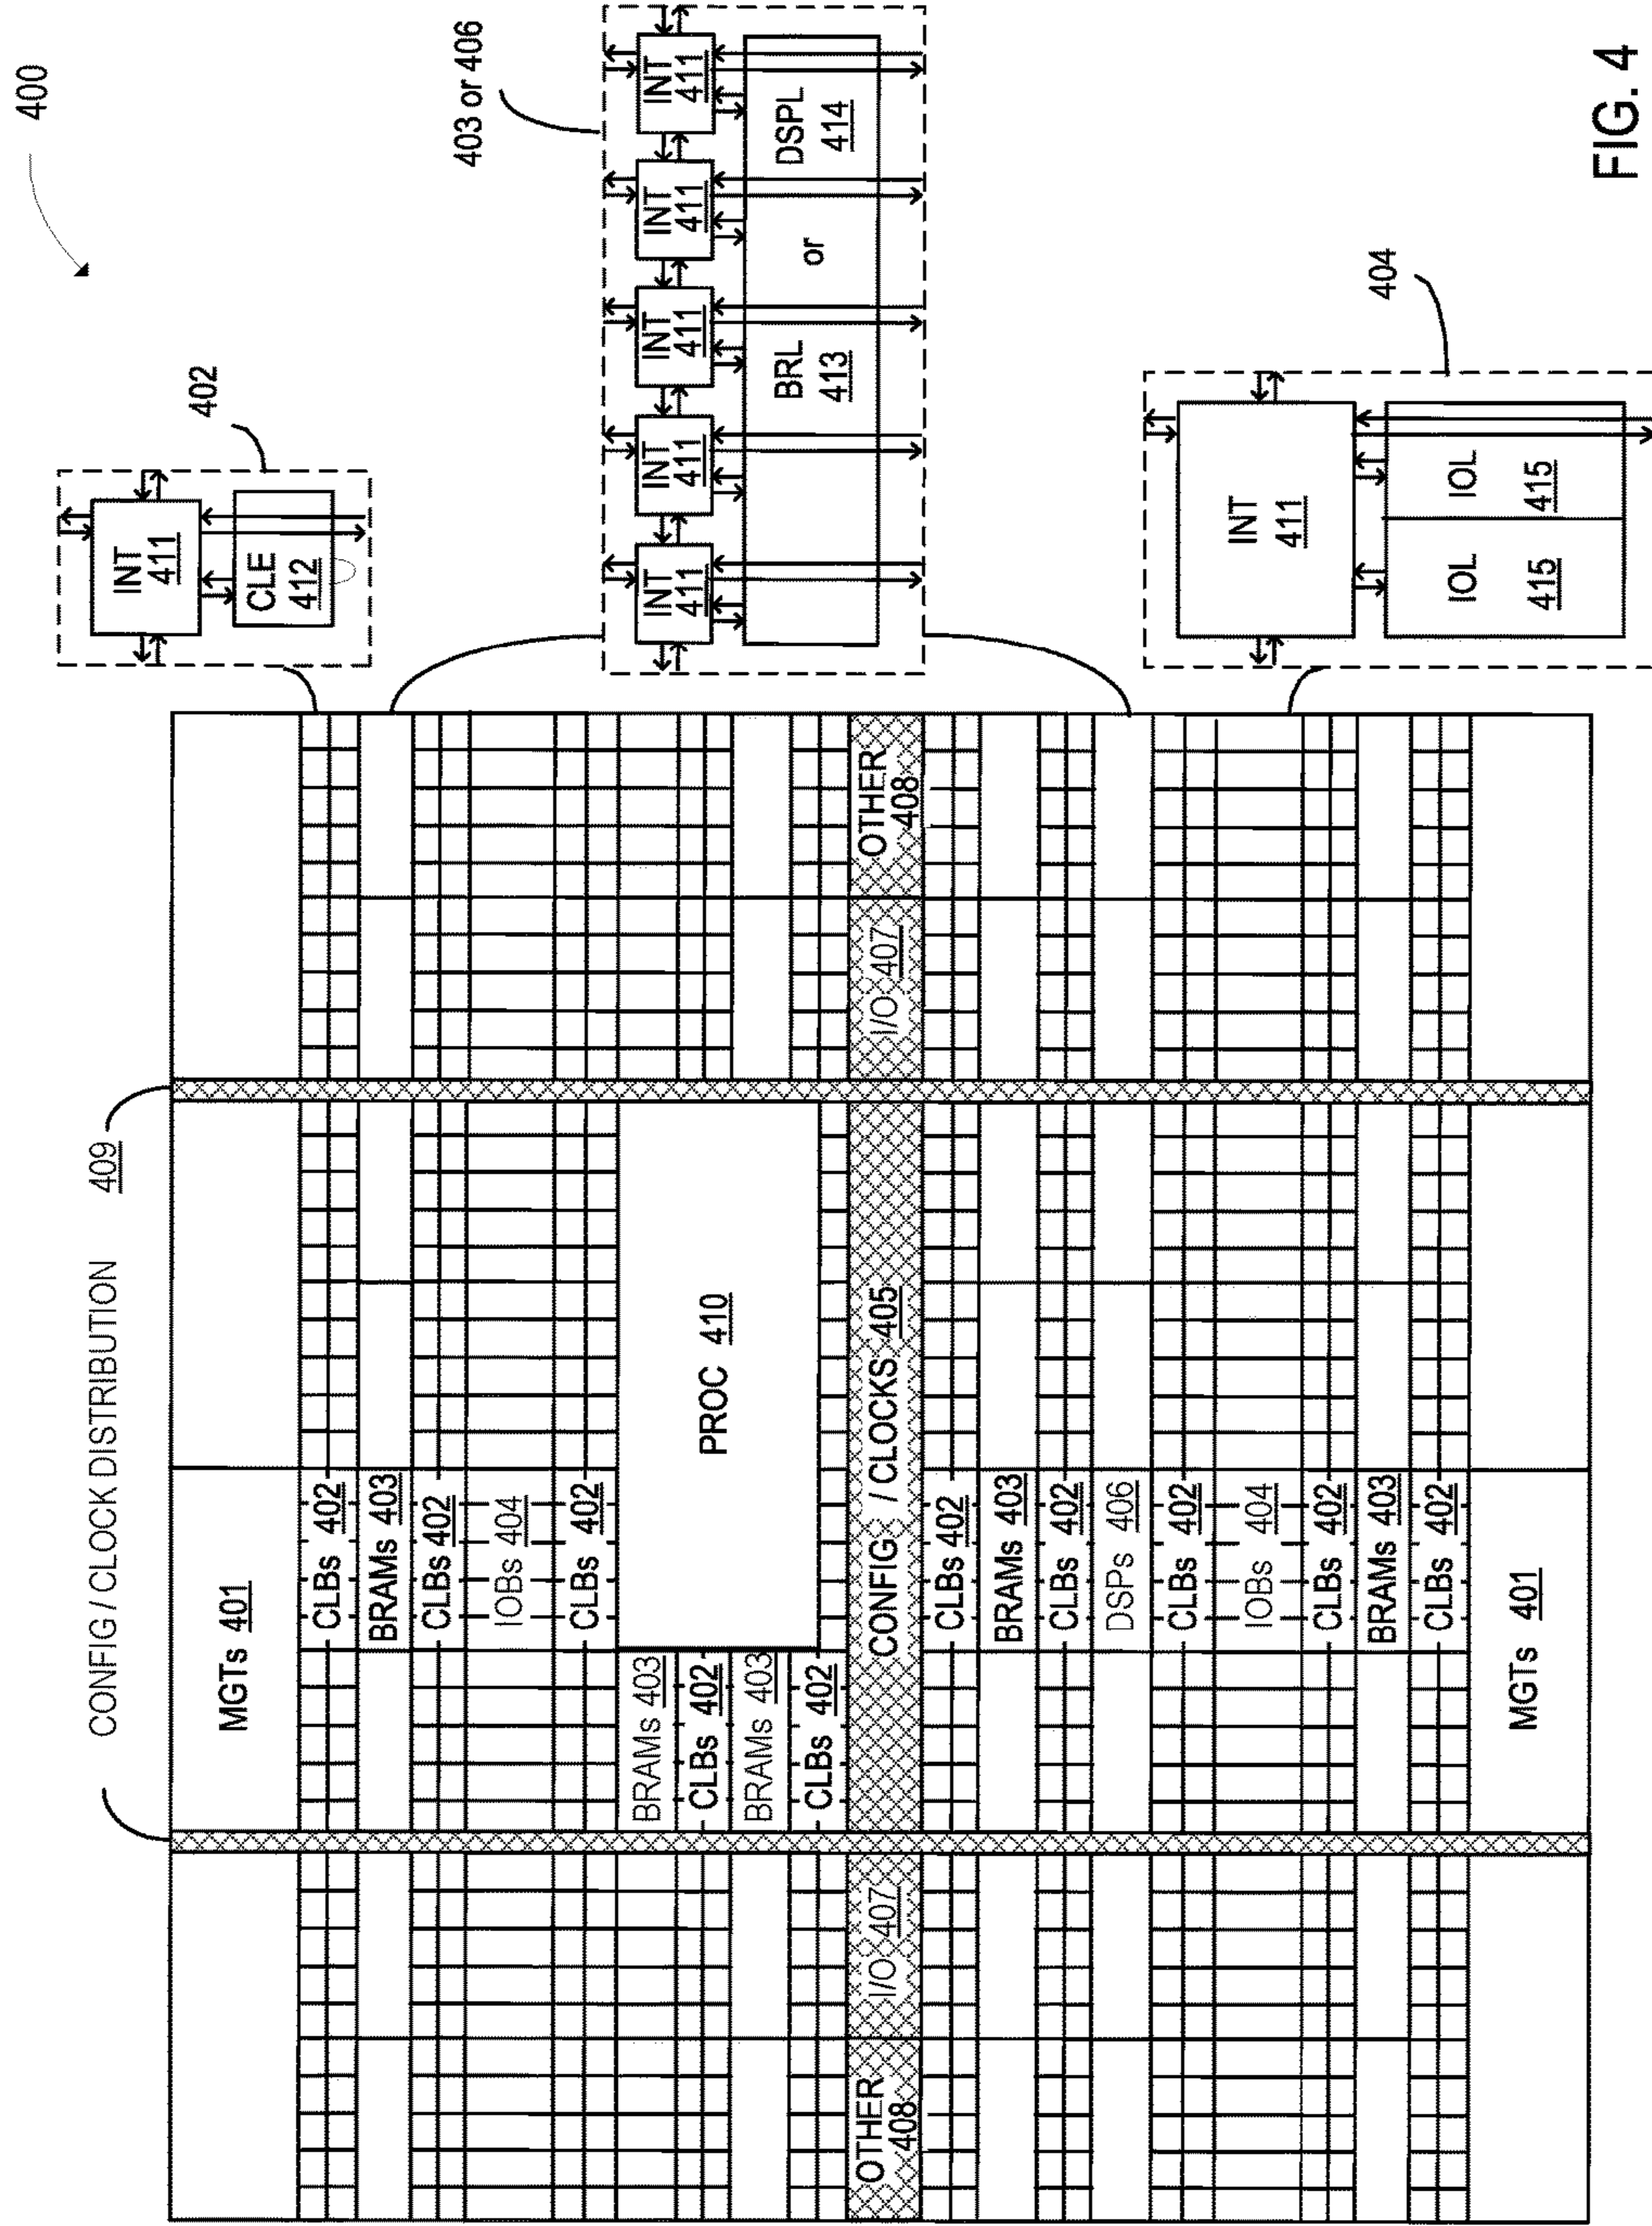 400
CONFIG / CLOCK DISTRIBUTION 409
MGTs 401
CLBs 402
BRAMs 403
CLBs 402
IOBs 404
CLBs 402
BRAMs 403
CLBs 402
BRAMs 403
CLBs 402
PROC 410
OTHER 408
I/O 407
CONFIG / CLOCKS 405
I/O 407
OTHER 408
CLBs 402
BRAMs 403
CLBs 402
DSPs 406
CLBs 402
IOBs 404
CLBs 402
BRAMs 403
CLBs 402
MGTs 401
402
INT
411
CLE
412
403 or 406
INT
411
INT
411
INT
411
INT
411
INT
411
BRL or DSPL
413 414
404
INT
411
IOL IOL
415 415
FIG. 4